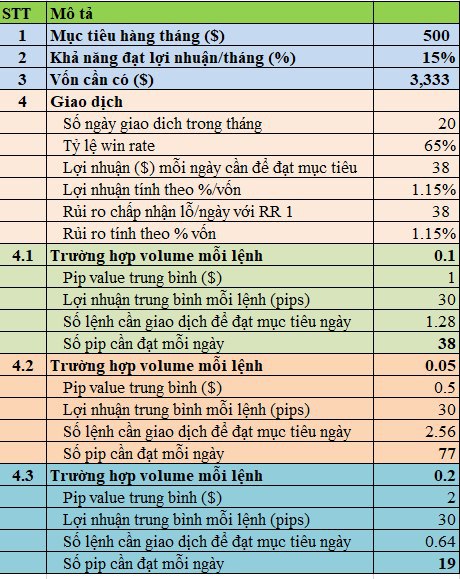 STT Mô tả
1 Mục tiêu hàng tháng ($) 500
2 Khả năng đạt lợi nhuận/tháng (%) 15%
3 Vốn cần có ($) 3,333
4 Giao dịch
Số ngày giao dich trong tháng 20
Tỷ lệ win rate 65%
Lợi nhuận ($) mỗi ngày cần để đạt mục tiêu 38
Lợi nhuận tính theo %/vốn 1.15%
Rủi ro chấp nhận lỗ/ngày với RR 1 38
Rủi ro tính theo % vốn 1.15%
4.1 Trường hợp volume mỗi lệnh 0.1
Pip value trung bình ($) 1
Lợi nhuận trung bình mỗi lệnh (pips) 30
Số lệnh cần giao dịch để đạt mục tiêu ngày 1.28
Số pip cần đạt mỗi ngày 38
4.2 Trường hợp volume mỗi lệnh 0.05
Pip value trung bình ($) 0.5
Lợi nhuận trung bình mỗi lệnh (pips) 30
Số lệnh cần giao dịch để đạt mục tiêu ngày 2.56
Số pip cần đạt mỗi ngày 77
4.3 Trường hợp volume mỗi lệnh 0.2
Pip value trung bình ($) 2
Lợi nhuận trung bình mỗi lệnh (pips) 30
Số lệnh cần giao dịch để đạt mục tiêu ngày 0.64
Số pip cần đạt mỗi ngày 19